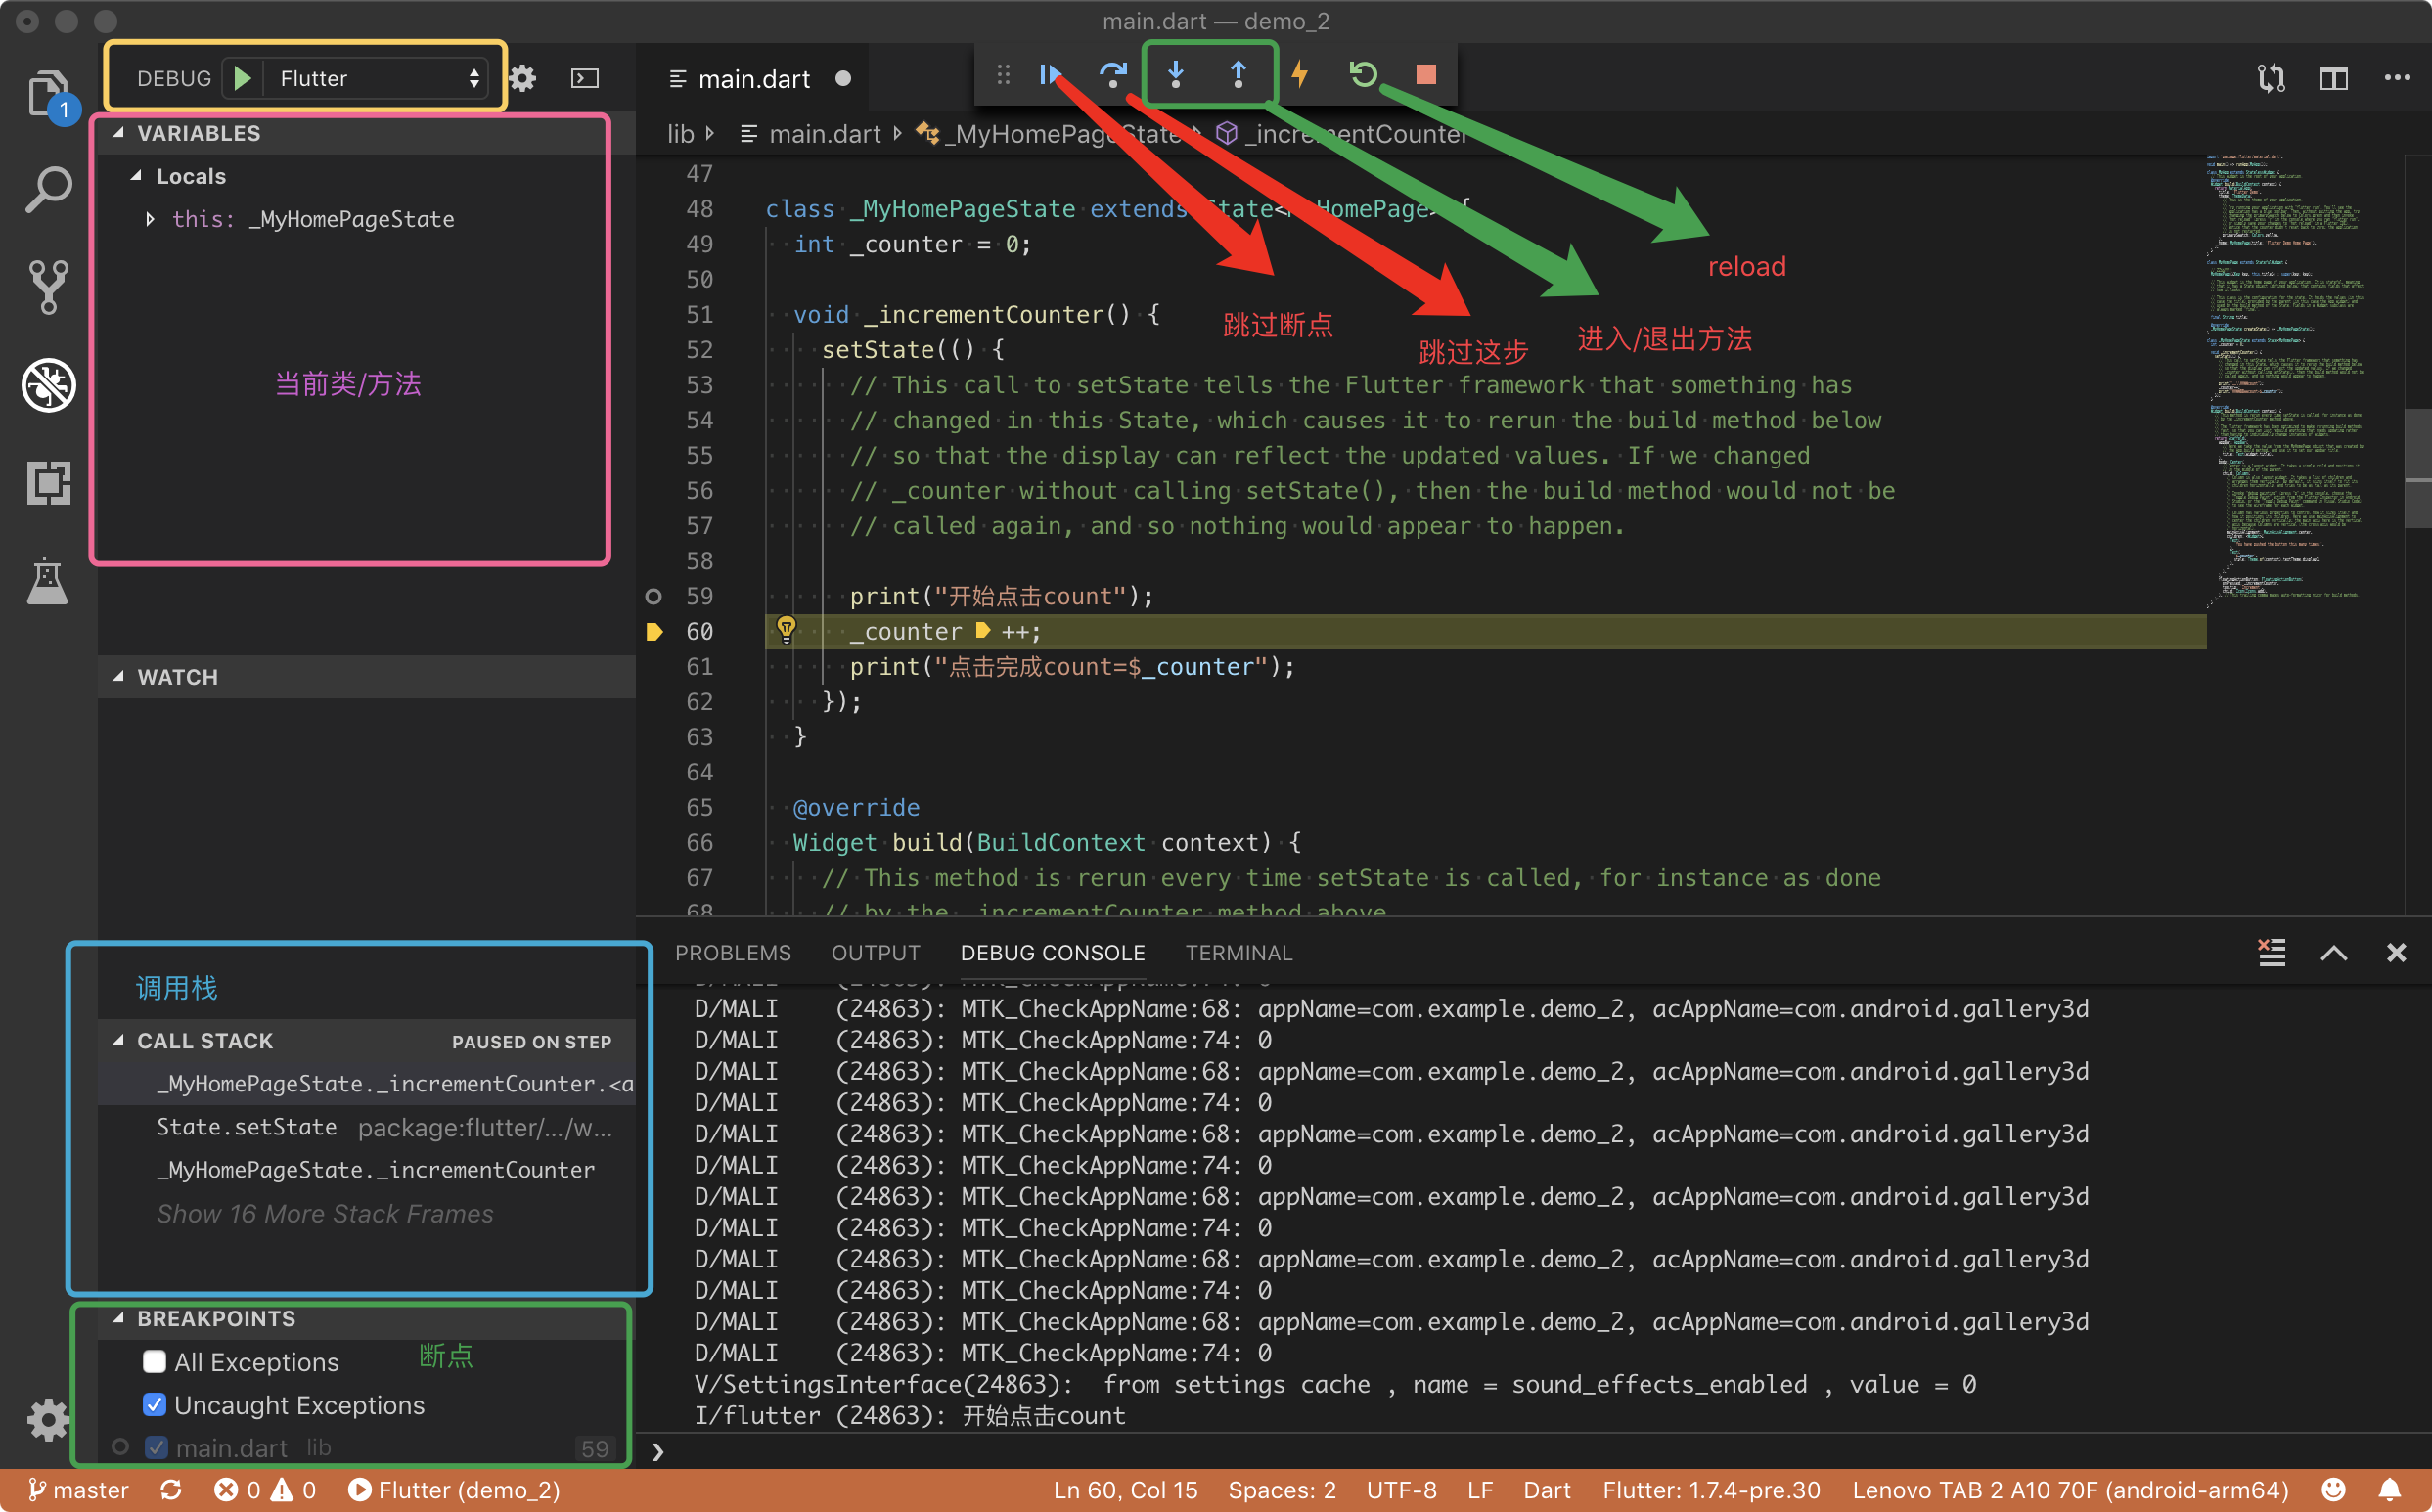 main.dart — demo_2
DEBUG Flutter
main.dart
1
lib main.dart _MyHomePageState _incrementCounter
VARIABLES
Locals
this: _MyHomePageState
当前类/方法
跳过断点
跳过这步
进入/退出方法
reload
47
48 class _MyHomePageState extends State<MyHomePage> {
49 int _counter = 0;
50
51 void _incrementCounter() {
52 setState(() {
53 // This call to setState tells the Flutter framework that something has
54 // changed in this State, which causes it to rerun the build method below
55 // so that the display can reflect the updated values. If we changed
56 // _counter without calling setState(), then the build method would not be
57 // called again, and so nothing would appear to happen.
58
59 print("开始点击count");
60 _counter ++;
61 print("点击完成count=$_counter");
62 });
63 }
64
65 @override
66 Widget build(BuildContext context) {
67 // This method is rerun every time setState is called, for instance as done
68 // by the _incrementCounter method above
WATCH
调用栈
CALL STACK PAUSED ON STEP
_MyHomePageState._incrementCounter.<a
State.setState package:flutter/.../w...
_MyHomePageState._incrementCounter
Show 16 More Stack Frames
BREAKPOINTS
断点
All Exceptions
Uncaught Exceptions
main.dart lib 59
PROBLEMS OUTPUT DEBUG CONSOLE TERMINAL
D/MALI (24863): MTK_CheckAppName:74: 0
D/MALI (24863): MTK_CheckAppName:68: appName=com.example.demo_2, acAppName=com.android.gallery3d
D/MALI (24863): MTK_CheckAppName:74: 0
D/MALI (24863): MTK_CheckAppName:68: appName=com.example.demo_2, acAppName=com.android.gallery3d
D/MALI (24863): MTK_CheckAppName:74: 0
D/MALI (24863): MTK_CheckAppName:68: appName=com.example.demo_2, acAppName=com.android.gallery3d
D/MALI (24863): MTK_CheckAppName:74: 0
D/MALI (24863): MTK_CheckAppName:68: appName=com.example.demo_2, acAppName=com.android.gallery3d
D/MALI (24863): MTK_CheckAppName:74: 0
D/MALI (24863): MTK_CheckAppName:68: appName=com.example.demo_2, acAppName=com.android.gallery3d
D/MALI (24863): MTK_CheckAppName:74: 0
D/MALI (24863): MTK_CheckAppName:68: appName=com.example.demo_2, acAppName=com.android.gallery3d
D/MALI (24863): MTK_CheckAppName:74: 0
V/SettingsInterface(24863): from settings cache , name = sound_effects_enabled , value = 0
I/flutter (24863): 开始点击count
master 0 0 Flutter (demo_2) Ln 60, Col 15 Spaces: 2 UTF-8 LF Dart Flutter: 1.7.4-pre.30 Lenovo TAB 2 A10 70F (android-arm64)